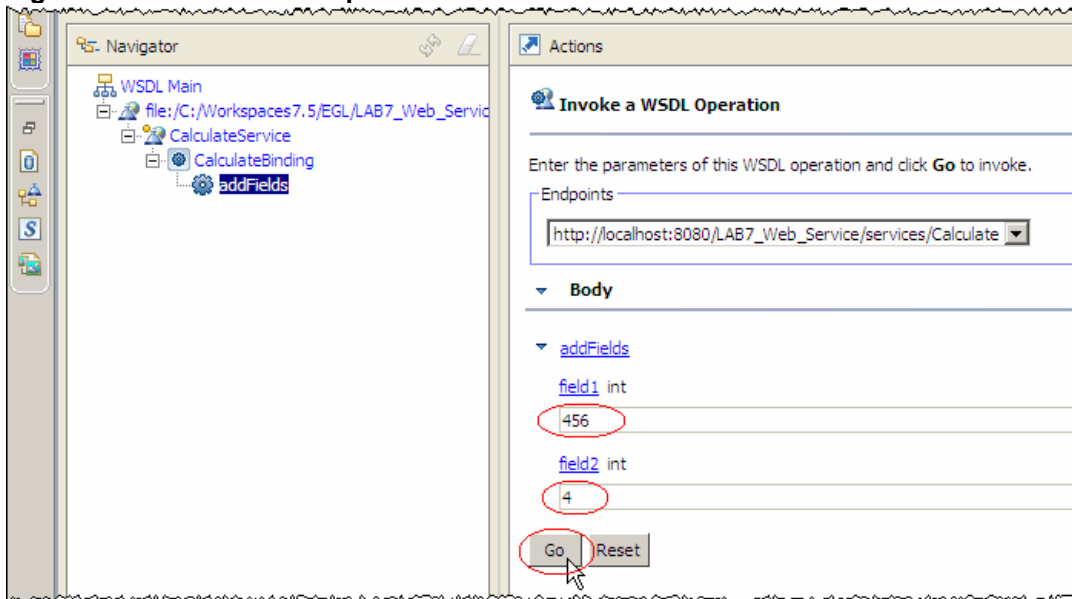 Navigator
WSDL Main
file:/C:/Workspaces7.5/EGL/LAB7_Web_Servic
CalculateService
CalculateBinding
addFields
Actions
Invoke a WSDL Operation
Enter the parameters of this WSDL operation and click Go to invoke.
Endpoints
http://localhost:8080/LAB7_Web_Service/services/Calculate
Body
addFields
field1 int
456
field2 int
4
Go Reset